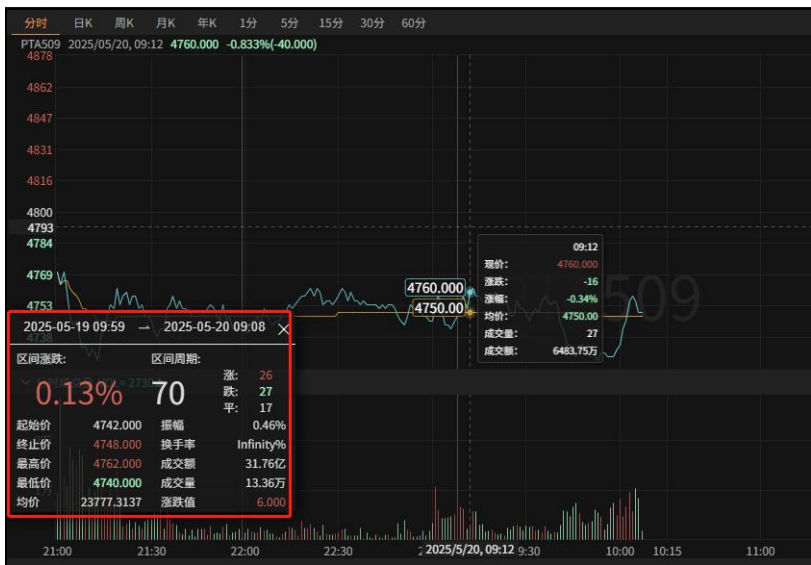 分时 日K 周K 月K 年K 1分 5分 15分 30分 60分
PTA509 2025/05/20, 09:12 4760.000 -0.833%(-40.000)
4878
4862
4847
4831
4816
4800
4793
4784
4769
4753
4738
509
4760.000
4750.00
09:12
现价: 4760.000
涨跌: -16
涨幅: -0.34%
均价: 4750.00
成交量: 27
成交额: 6483.75万
2025-05-19 09:59 → 2025-05-20 09:08 ×
区间涨跌: 区间周期:
0.13% 70
涨: 26
跌: 27
平: 17
起始价 4742.000 振幅 0.46%
终止价 4748.000 换手率 Infinity%
最高价 4762.000 成交额 31.76亿
最低价 4740.000 成交量 13.36万
均价 23777.3137 涨跌值 6.000
21:00 21:30 22:00 22:30 2025/5/20, 09:12 9:30 10:00 10:15 11:00